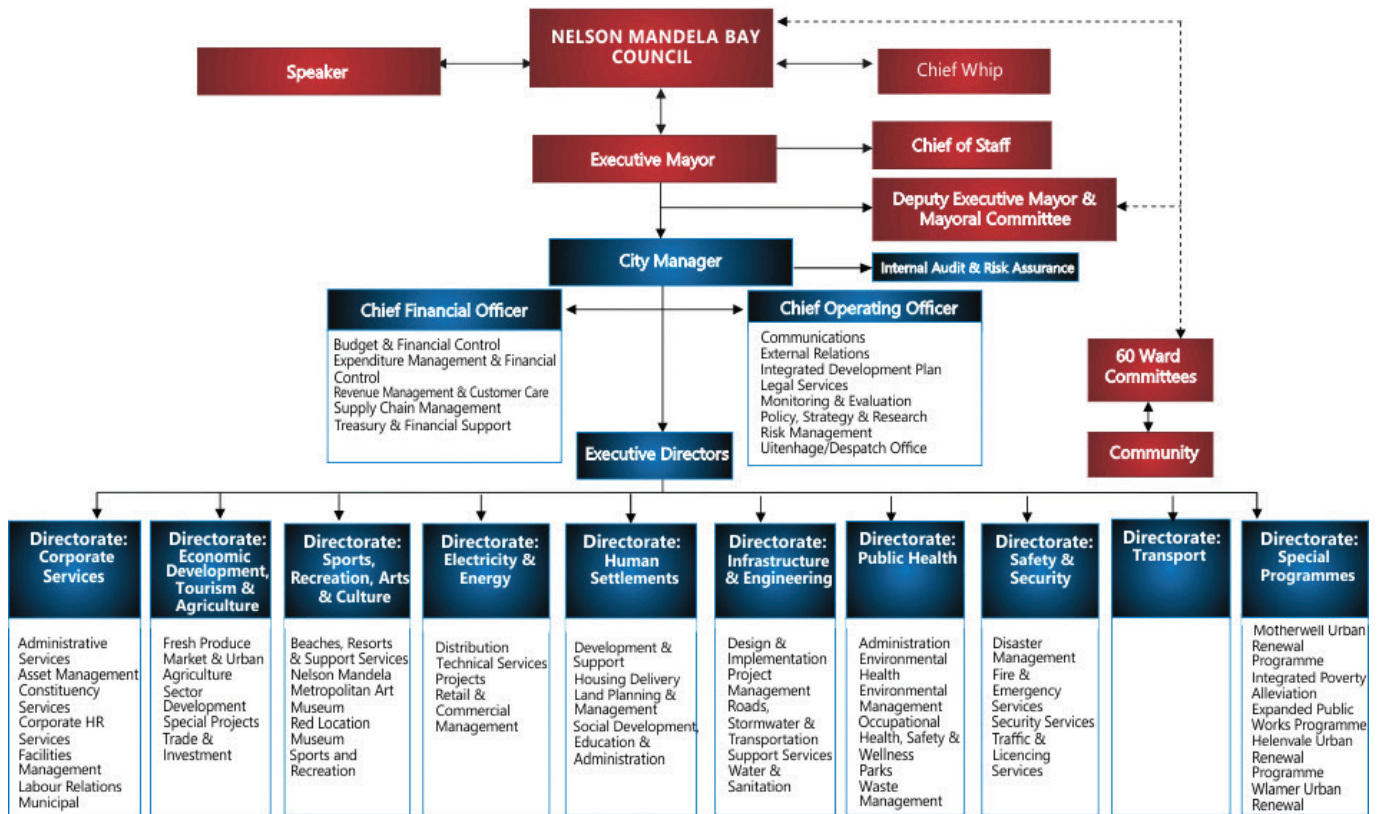 NELSON MANDELA BAY
COUNCIL
Speaker
Chief Whip
Executive Mayor
Chief of Staff
Deputy Executive Mayor &
Mayoral Committee
City Manager
Internal Audit & Risk Assurance
Chief Financial Officer
Budget & Financial Control
Expenditure Management & Financial
Control
Revenue Management & Customer Care
Supply Chain Management
Treasury & Financial Support
Chief Operating Officer
Communications
External Relations
Integrated Development Plan
Legal Services
Monitoring & Evaluation
Policy, Strategy & Research
Risk Management
Uitenhage/Despatch Office
60 Ward
Committees
Community
Executive Directors
Directorate:
Corporate
Services
Administrative
Services
Asset Management
Constituency
Services
Corporate HR
Services
Facilities
Management
Labour Relations
Municipal
Directorate:
Economic
Development,
Tourism &
Agriculture
Fresh Produce
Market & Urban
Agriculture
Sector
Development
Special Projects
Trade &
Investment
Directorate:
Sports,
Recreation, Arts
& Culture
Beaches, Resorts
& Support Services
Nelson Mandela
Metropolitan Art
Museum
Red Location
Museum
Sports and
Recreation
Directorate:
Electricity &
Energy
Distribution
Technical Services
Projects
Retail &
Commercial
Management
Directorate:
Human
Settlements
Development &
Support
Housing Delivery
Land Planning &
Management
Social Development,
Education &
Administration
Directorate:
Infrastructure
& Engineering
Design &
Implementation
Project
Management
Roads,
Stormwater &
Transportation
Support Services
Water &
Sanitation
Directorate:
Public Health
Administration
Environmental
Health
Environmental
Management
Occupational
Health, Safety &
Wellness
Parks
Waste
Management
Directorate:
Safety &
Security
Disaster
Management
Fire &
Emergency
Services
Security Services
Traffic &
Licencing
Services
Directorate:
Transport
Directorate:
Special
Programmes
Motherwell Urban
Renewal
Programme
Integrated Poverty
Alleviation
Expanded Public
Works Programme
Helenvale Urban
Renewal
Programme
Wlamer Urban
Renewal